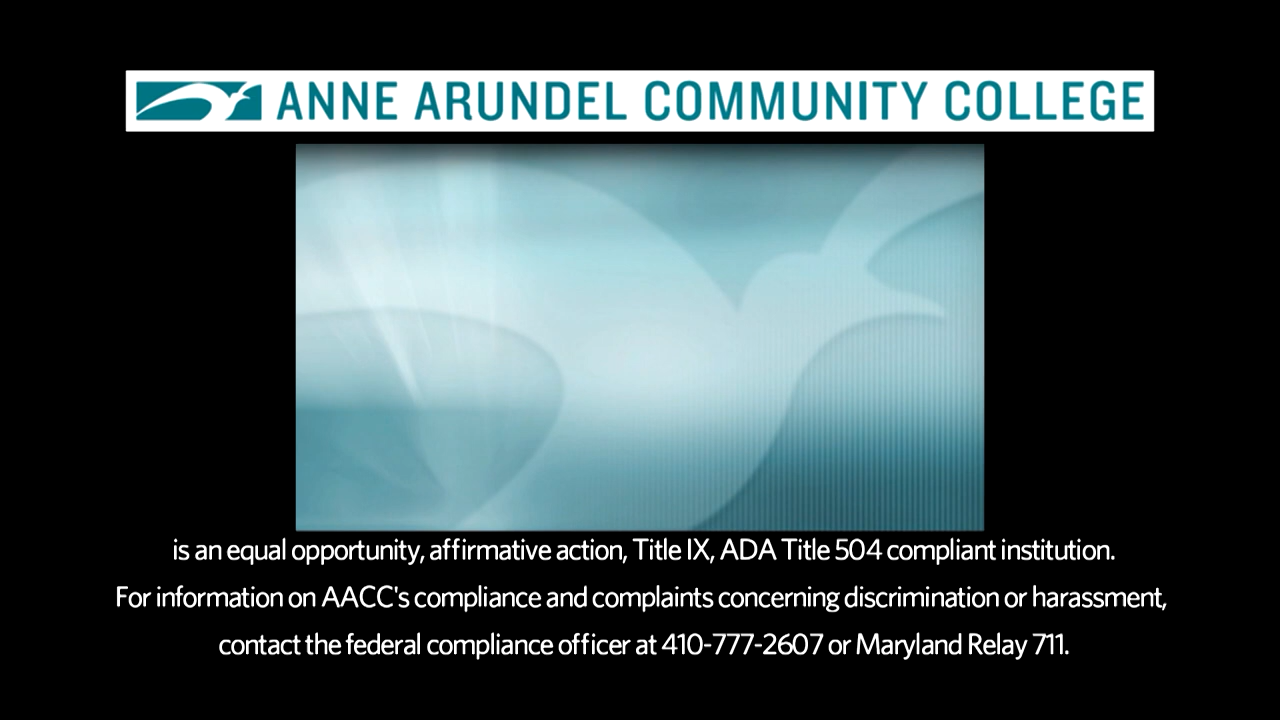 ANNE ARUNDEL COMMUNITY COLLEGE
is an equal opportunity, affirmative action, Title IX, ADA Title 504 compliant institution.
For information on AACC's compliance and complaints concerning discrimination or harassment,
contact the federal compliance officer at 410-777-2607 or Maryland Relay 711.